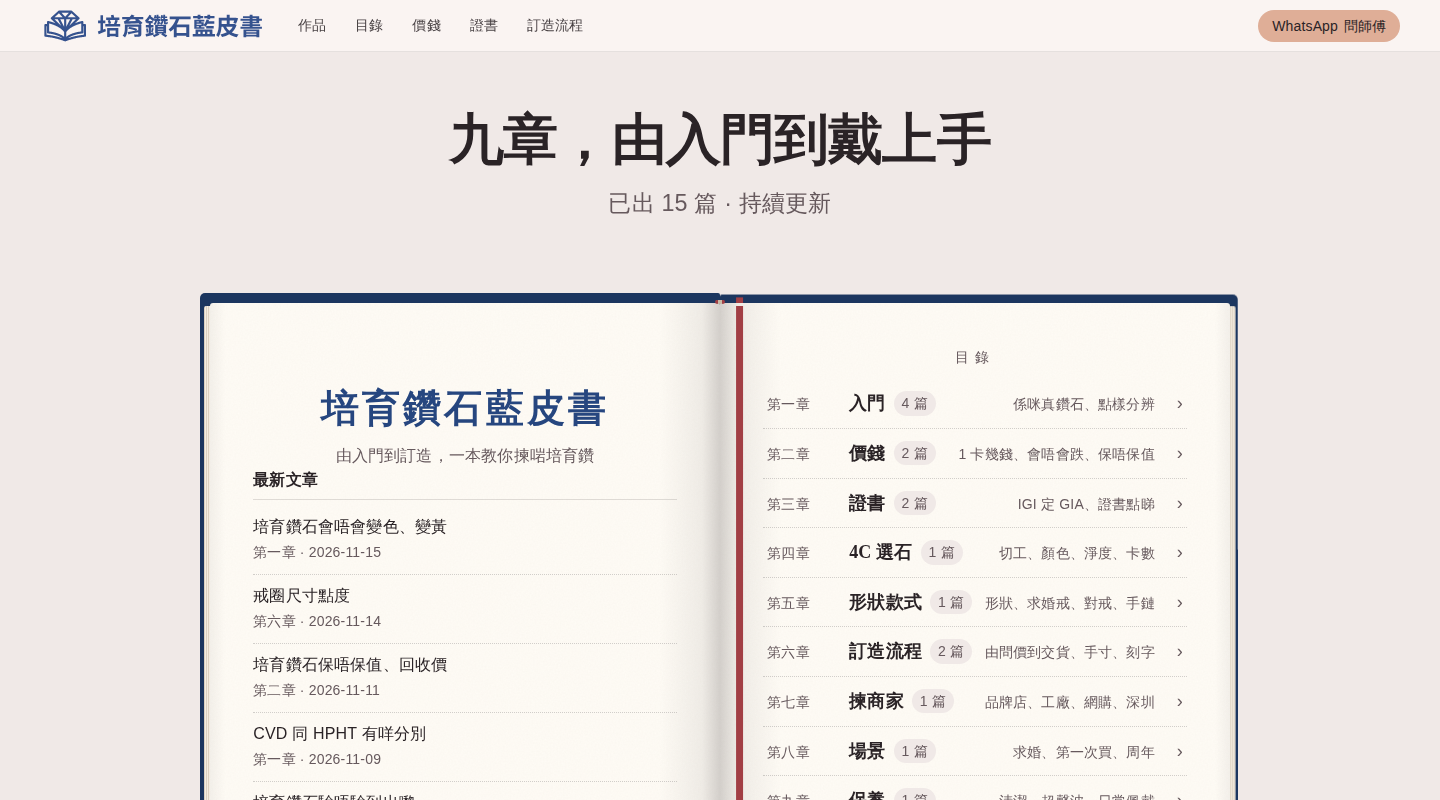 培育鑽石藍皮書
作品
目錄
價錢
證書
訂造流程
WhatsApp 問師傅
九章，由入門到戴上手
已出 15 篇 · 持續更新
培育鑽石藍皮書
由入門到訂造，一本教你揀啱培育鑽
最新文章
培育鑽石會唔會變色、變黃
第一章 · 2026-11-15
戒圈尺寸點度
第六章 · 2026-11-14
培育鑽石保唔保值、回收價
第二章 · 2026-11-11
CVD 同 HPHT 有咩分別
第一章 · 2026-11-09
目錄
第一章 入門 4 篇 係咪真鑽石、點樣分辨 ›
第二章 價錢 2 篇 1 卡幾錢、會唔會跌、保唔保值 ›
第三章 證書 2 篇 IGI 定 GIA、證書點睇 ›
第四章 4C 選石 1 篇 切工、顏色、淨度、卡數 ›
第五章 形狀款式 1 篇 形狀、求婚戒、對戒、手鏈 ›
第六章 訂造流程 2 篇 由問價到交貨、手寸、刻字 ›
第七章 揀商家 1 篇 品牌店、工廠、網購、深圳 ›
第八章 場景 1 篇 求婚、第一次買、周年 ›
第九章 保養 1 篇